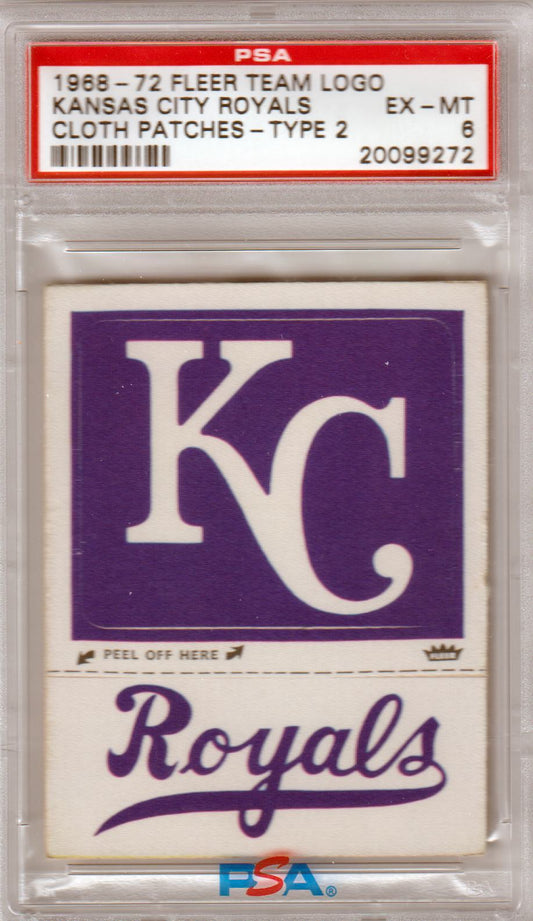 PSA
1968-72 FLEER TEAM LOGO
KANSAS CITY ROYALS EX-MT
CLOTH PATCHES-TYPE 2 6
20099272
KC
PEEL OFF HERE
FLEER
Royals
PSA®